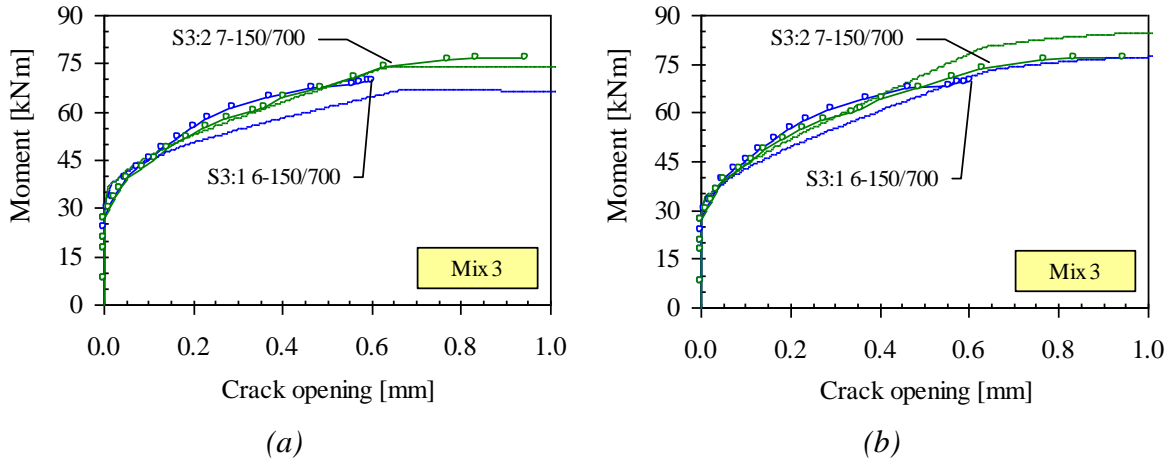 90
75
60
45
30
15
0
Moment [kNm]
S3:2 7-150/700
S3:1 6-150/700
Mix 3
0.0 0.2 0.4 0.6 0.8 1.0
Crack opening [mm]
(a)
90
75
60
45
30
15
0
Moment [kNm]
S3:2 7-150/700
S3:1 6-150/700
Mix 3
0.0 0.2 0.4 0.6 0.8 1.0
Crack opening [mm]
(b)